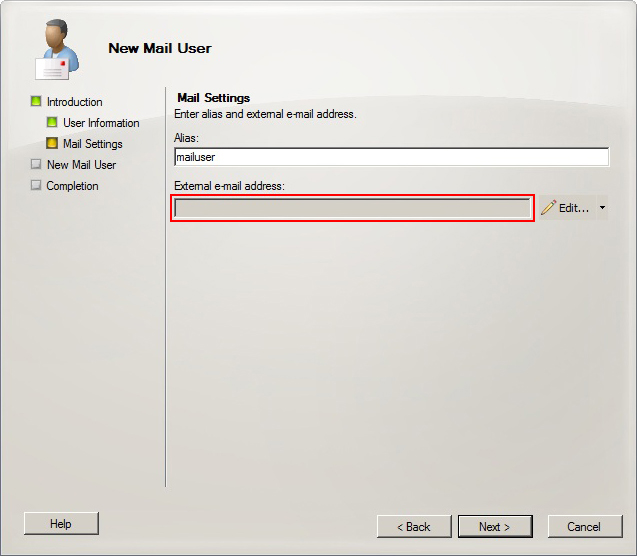 New Mail User
Introduction
User Information
Mail Settings
New Mail User
Completion
Mail Settings
Enter alias and external e-mail address.
Alias:
mailuser
External e-mail address:
Edit...
Help
< Back
Next >
Cancel